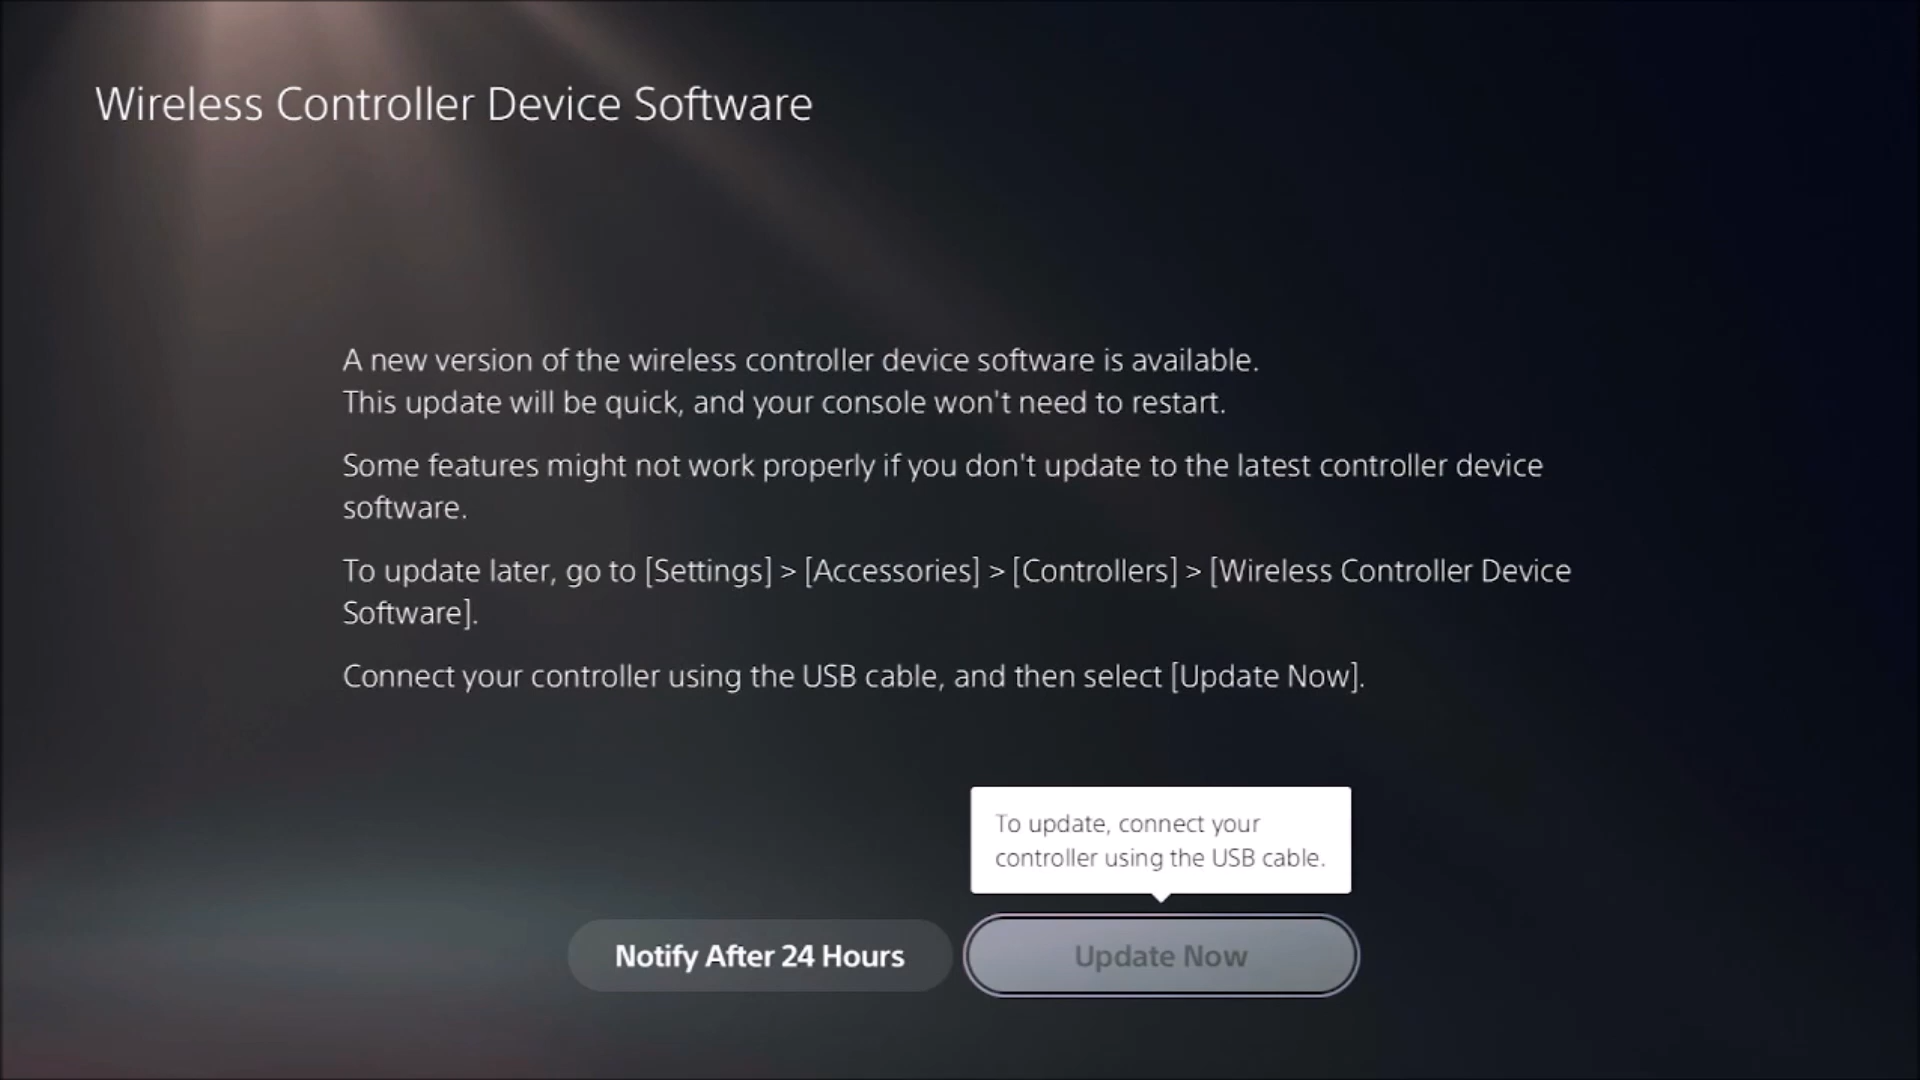 Wireless Controller Device Software
A new version of the wireless controller device software is available.
This update will be quick, and your console won't need to restart.
Some features might not work properly if you don't update to the latest controller device
software.
To update later, go to [Settings] > [Accessories] > [Controllers] > [Wireless Controller Device
Software].
Connect your controller using the USB cable, and then select [Update Now].
To update, connect your
controller using the USB cable.
Notify After 24 Hours
Update Now